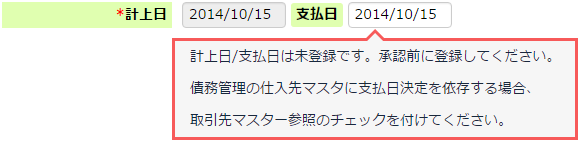 *計上日 2014/10/15 支払日 2014/10/15
計上日/支払日は未登録です。承認前に登録してください。
債務管理の仕入先マスタに支払日決定を依存する場合、
取引先マスター参照のチェックを付けてください。